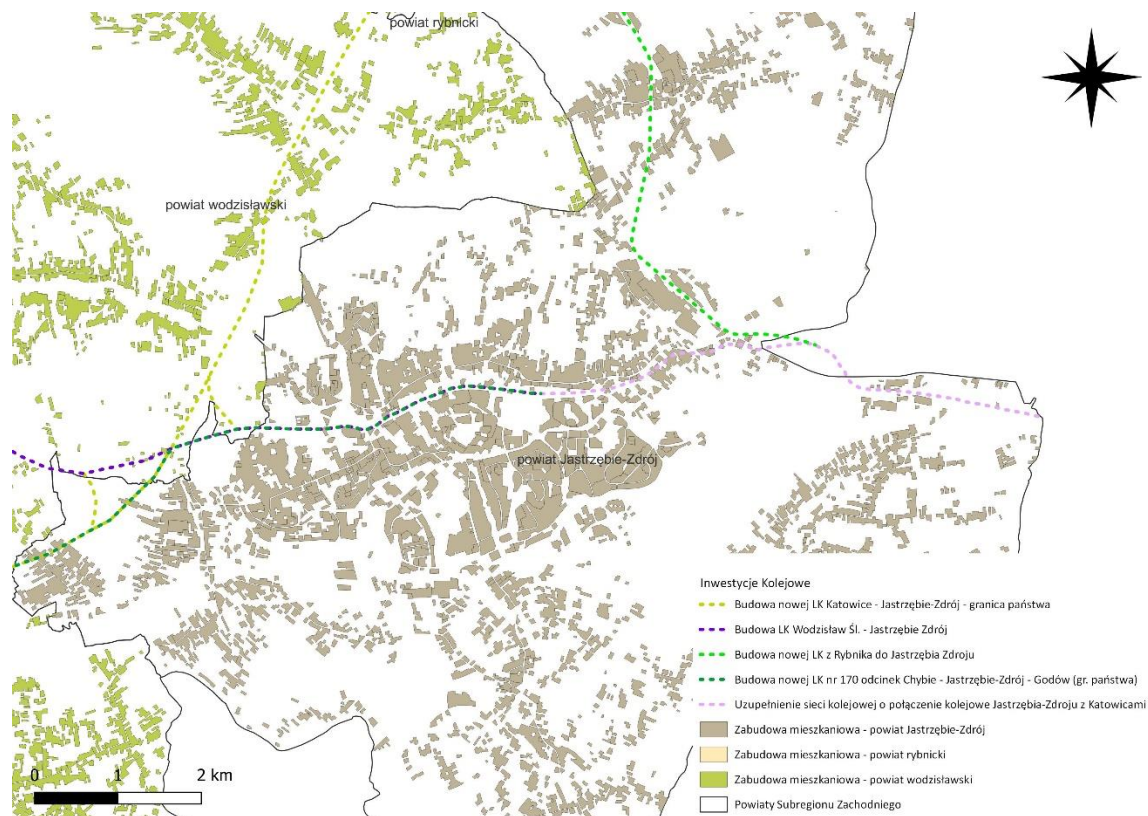 powiat rybnicki
powiat wodzisławski
powiat Jastrzębie-Zdrój
Inwestycje Kolejowe
Budowa nowej LK Katowice - Jastrzębie-Zdrój - granica państwa
Budowa LK Wodzisław Śl. - Jastrzębie Zdrój
Budowa nowej LK z Rybnika do Jastrzębia Zdroju
Budowa nowej LK nr 170 odcinek Chybie - Jastrzębie-Zdrój - Godów (gr. państwa)
Uzupełnienie sieci kolejowej o połączenie kolejowe Jastrzębia-Zdroju z Katowicami
Zabudowa mieszkaniowa - powiat Jastrzębie-Zdrój
Zabudowa mieszkaniowa - powiat rybnicki
Zabudowa mieszkaniowa - powiat wodzisławski
Powiaty Subregionu Zachodniego
0 1 2 km